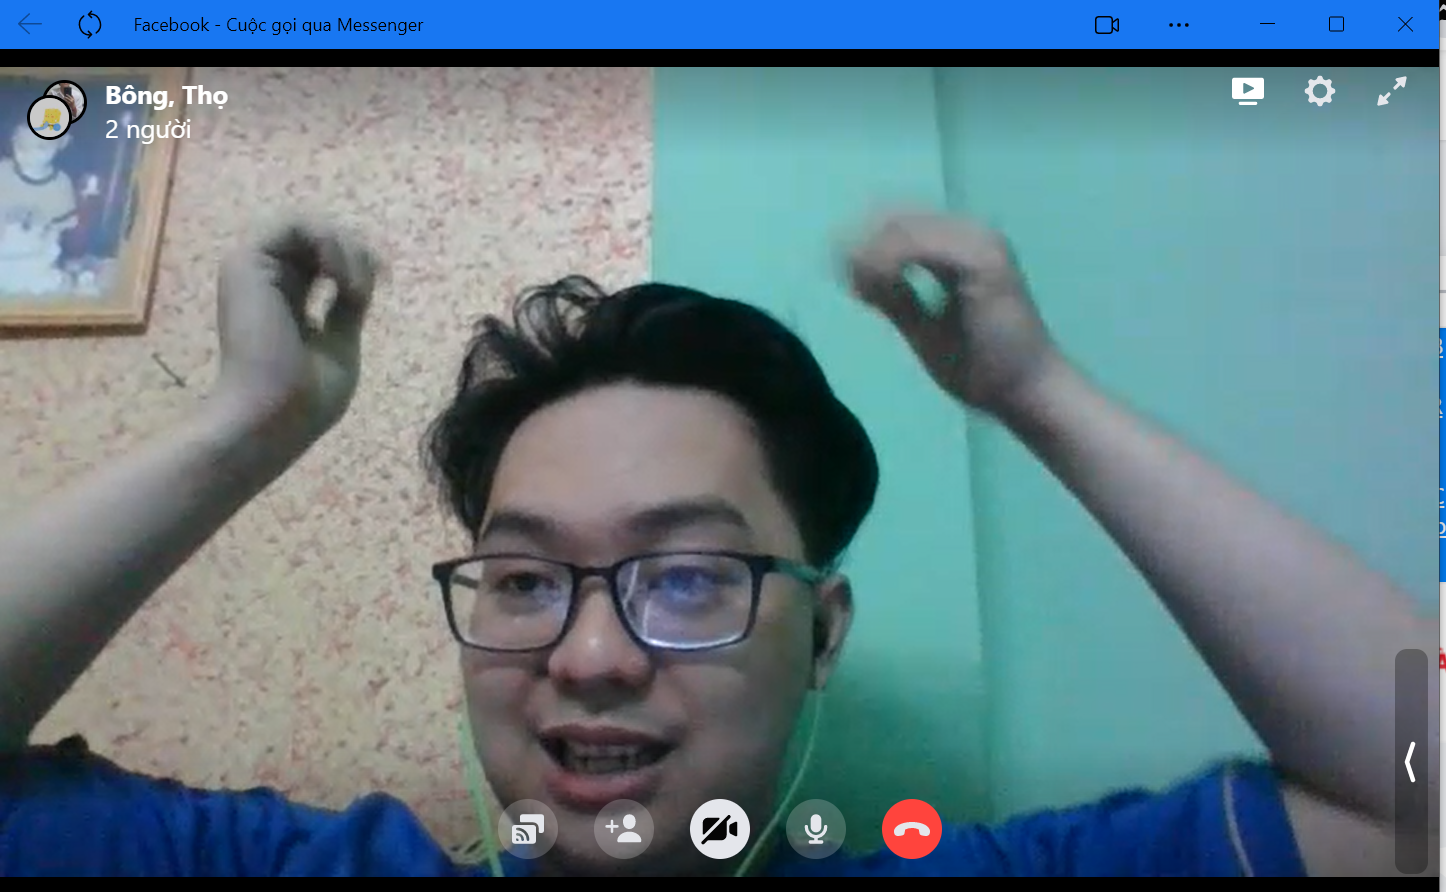 Facebook - Cuộc gọi qua Messenger
Bông, Thọ
2 người